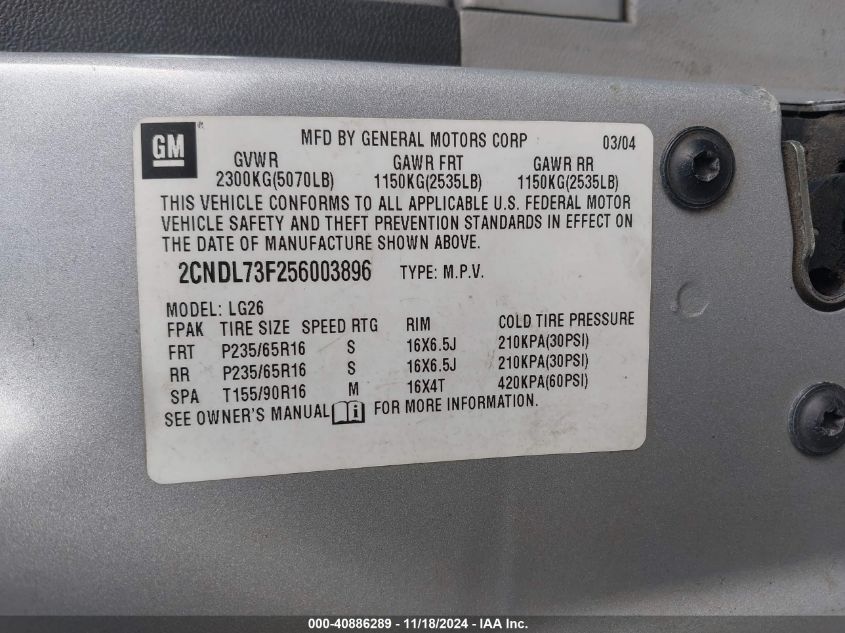 GM ®
MFD BY GENERAL MOTORS CORP 03/04
GVWR GAWR FRT GAWR RR
2300KG(5070LB) 1150KG(2535LB) 1150KG(2535LB)
THIS VEHICLE CONFORMS TO ALL APPLICABLE U.S. FEDERAL MOTOR
VEHICLE SAFETY AND THEFT PREVENTION STANDARDS IN EFFECT ON
THE DATE OF MANUFACTURE SHOWN ABOVE.
2CNDL73F256003896 TYPE: M.P.V.
MODEL: LG26
FPAK TIRE SIZE SPEED RTG RIM COLD TIRE PRESSURE
FRT P235/65R16 S 16X6.5J 210KPA(30PSI)
RR P235/65R16 S 16X6.5J 210KPA(30PSI)
SPA T155/90R16 M 16X4T 420KPA(60PSI)
SEE OWNER'S MANUAL i FOR MORE INFORMATION.
000-40886289 - 11/18/2024 - IAA Inc.